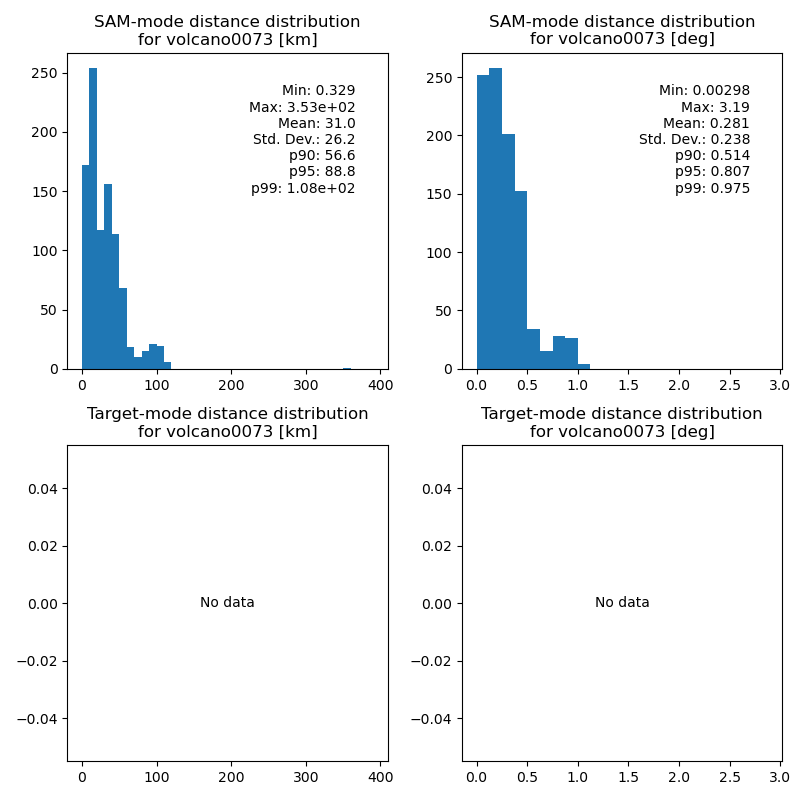 SAM-mode distance distribution
for volcano0073 [km]
Min: 0.329
Max: 3.53e+02
Mean: 31.0
Std. Dev.: 26.2
p90: 56.6
p95: 88.8
p99: 1.08e+02
250
200
150
100
50
0
0 100 200 300 400
SAM-mode distance distribution
for volcano0073 [deg]
Min: 0.00298
Max: 3.19
Mean: 0.281
Std. Dev.: 0.238
p90: 0.514
p95: 0.807
p99: 0.975
250
200
150
100
50
0
0.0 0.5 1.0 1.5 2.0 2.5 3.0
Target-mode distance distribution
for volcano0073 [km]
0.04
0.02
0.00
−0.02
−0.04
No data
0 100 200 300 400
Target-mode distance distribution
for volcano0073 [deg]
0.04
0.02
0.00
−0.02
−0.04
No data
0.0 0.5 1.0 1.5 2.0 2.5 3.0